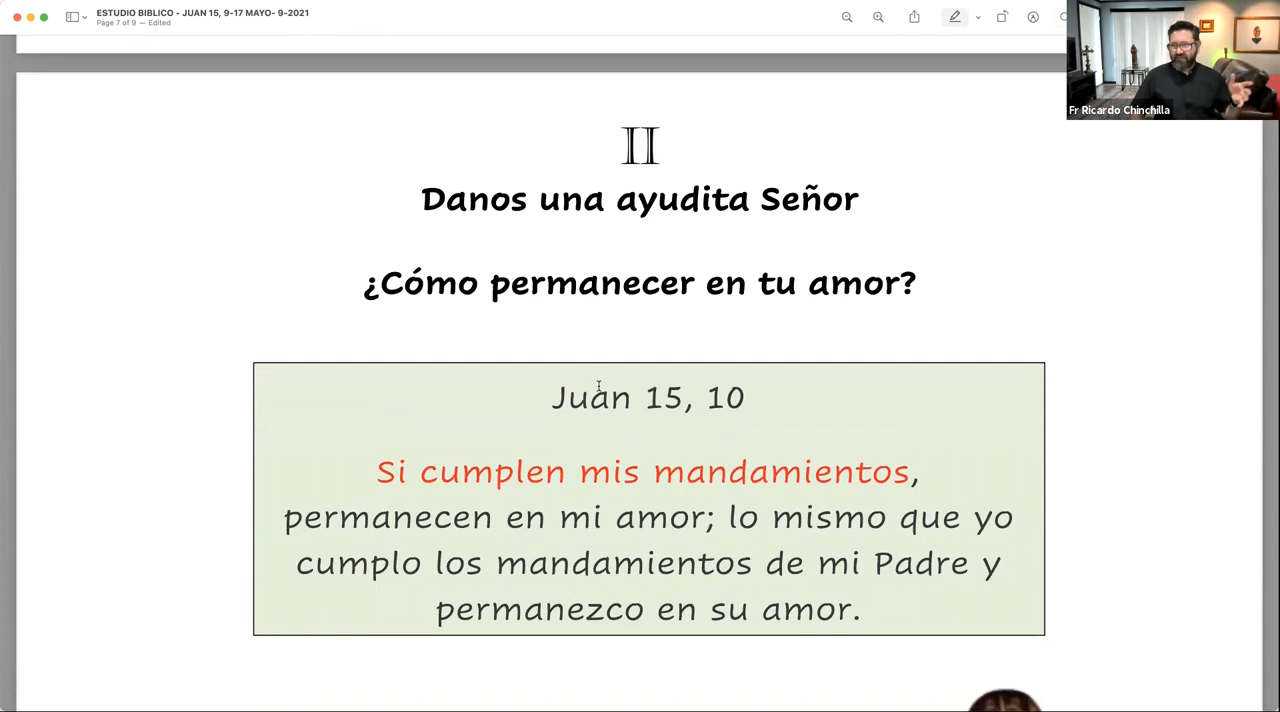 ESTUDIO BIBLICO - JUAN 15, 9-17 MAYO- 9-2021
Page 7 of 9 — Edited
Fr Ricardo Chinchilla
II
Danos una ayudita Señor
¿Cómo permanecer en tu amor?
Juan 15, 10
Si cumplen mis mandamientos,
permanecen en mi amor; lo mismo que yo
cumplo los mandamientos de mi Padre y
permanezco en su amor.